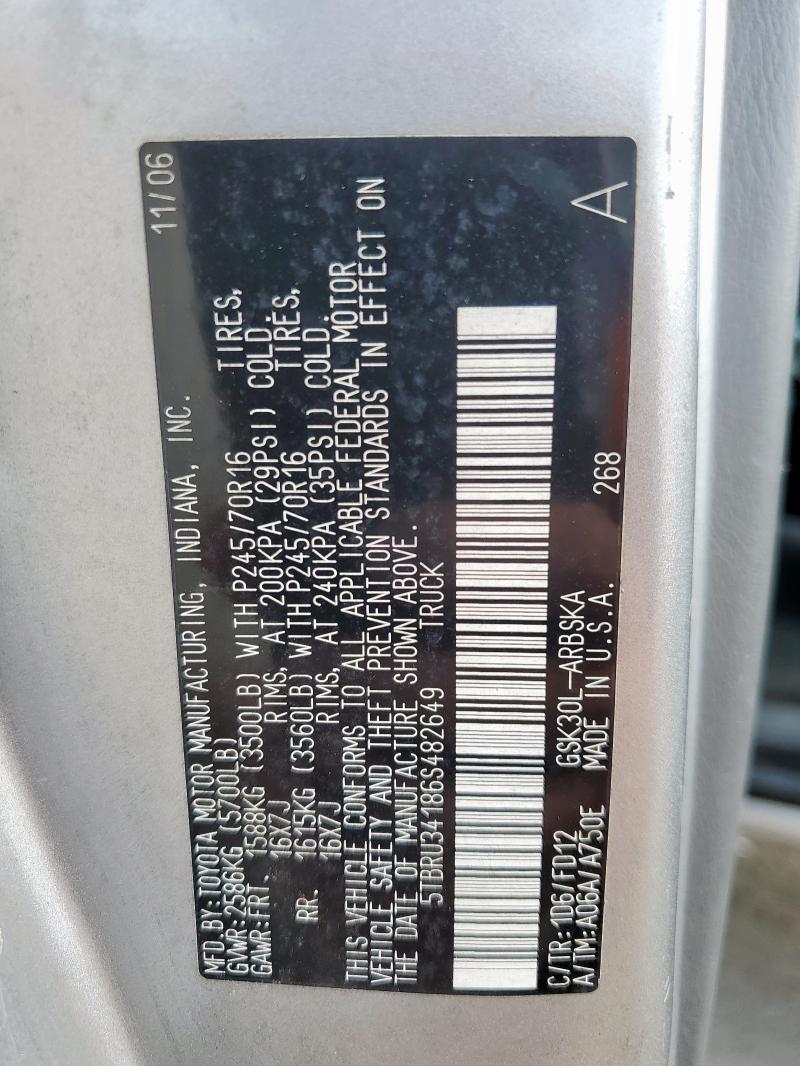 MFD.BY:TOYOTA MOTOR MANUFACTURING, INDIANA, INC. 11/06
GVWR:2586KG (5700LB)
GAWR:FRT. 1588KG (3500LB) WITH P245/70R16 TIRES,
16X7J RIMS, AT 200KPA (29PSI) COLD.
RR. 1615KG (3560LB) WITH P245/70R16 TIRES,
16X7J RIMS, AT 240KPA (35PSI) COLD.
THIS VEHICLE CONFORMS TO ALL APPLICABLE FEDERAL MOTOR
VEHICLE SAFETY AND THEFT PREVENTION STANDARDS IN EFFECT ON
THE DATE OF MANUFACTURE SHOWN ABOVE.
5TBRU34186S482649 TRUCK
C/TR:1D6/FD12 GSK30L-ARBSKA
A/TM:A06A/A750E MADE IN U.S.A. 268
A